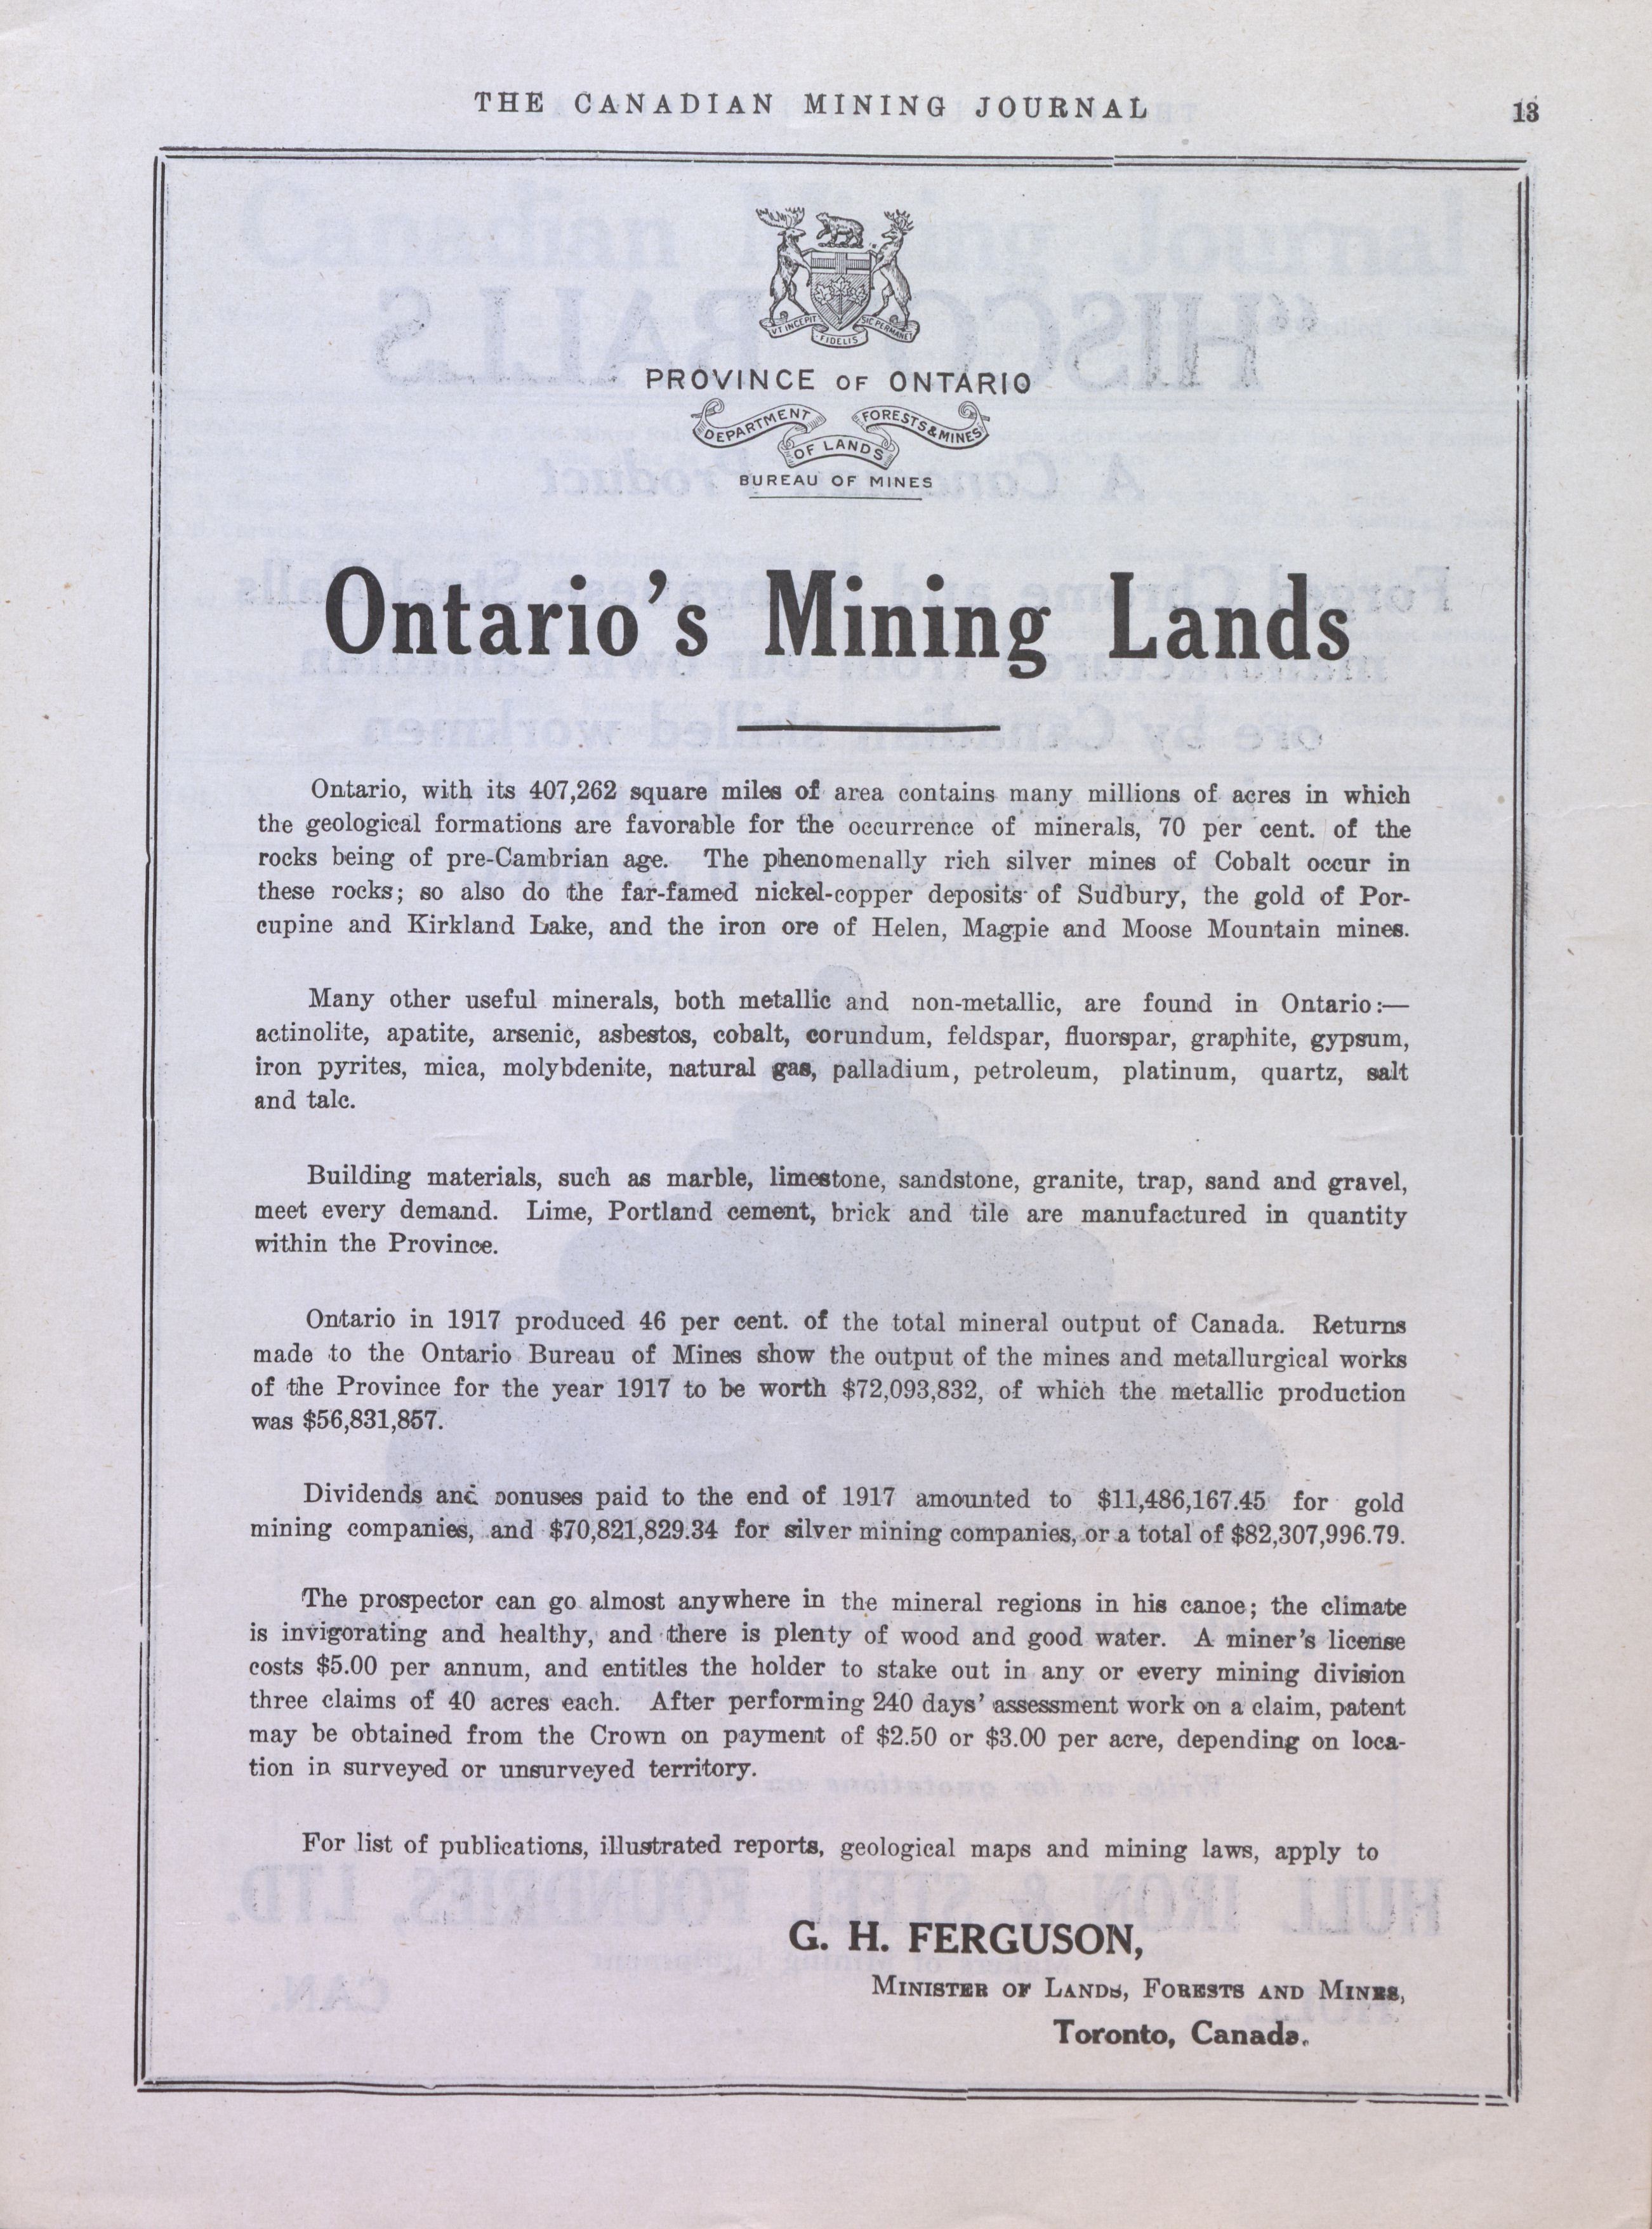 THE CANADIAN MINING JOURNAL 13
VT INCEPIT FIDELIS SIC PERMANET
PROVINCE OF ONTARIO
DEPARTMENT OF LANDS FORESTS & MINES
BUREAU OF MINES
Ontario's Mining Lands
Ontario, with its 407,262 square miles of area contains many millions of acres in which
the geological formations are favorable for the occurrence of minerals, 70 per cent. of the
rocks being of pre-Cambrian age. The phenomenally rich silver mines of Cobalt occur in
these rocks; so also do the far-famed nickel-copper deposits of Sudbury, the gold of Por-
cupine and Kirkland Lake, and the iron ore of Helen, Magpie and Moose Mountain mines.
Many other useful minerals, both metallic and non-metallic, are found in Ontario:—
actinolite, apatite, arsenic, asbestos, cobalt, corundum, feldspar, fluorspar, graphite, gypsum,
iron pyrites, mica, molybdenite, natural gas, palladium, petroleum, platinum, quartz, salt
and talc.
Building materials, such as marble, limestone, sandstone, granite, trap, sand and gravel,
meet every demand. Lime, Portland cement, brick and tile are manufactured in quantity
within the Province.
Ontario in 1917 produced 46 per cent. of the total mineral output of Canada. Returns
made to the Ontario Bureau of Mines show the output of the mines and metallurgical works
of the Province for the year 1917 to be worth $72,093,832, of which the metallic production
was $56,831,857.
Dividends and bonuses paid to the end of 1917 amounted to $11,486,167.45 for gold
mining companies, and $70,821,829.34 for silver mining companies, or a total of $82,307,996.79.
The prospector can go almost anywhere in the mineral regions in his canoe; the climate
is invigorating and healthy, and there is plenty of wood and good water. A miner's license
costs $5.00 per annum, and entitles the holder to stake out in any or every mining division
three claims of 40 acres each. After performing 240 days' assessment work on a claim, patent
may be obtained from the Crown on payment of $2.50 or $3.00 per acre, depending on loca-
tion in surveyed or unsurveyed territory.
For list of publications, illustrated reports, geological maps and mining laws, apply to
G. H. FERGUSON,
MINISTER OF LANDS, FORESTS AND MINES,
Toronto, Canada.